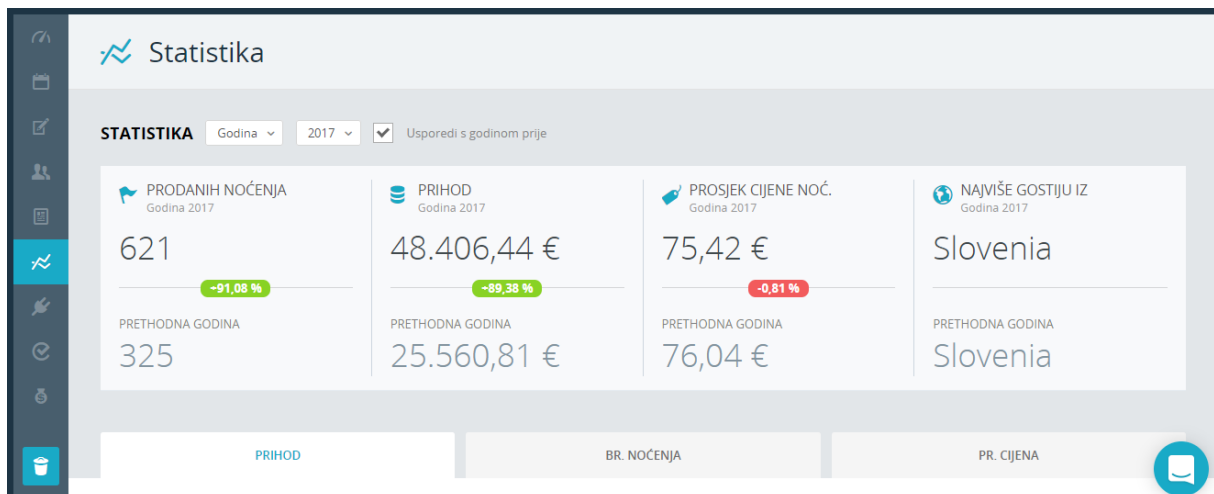 Statistika
STATISTIKA Godina 2017 Usporedi s godinom prije
PRODANIH NOĆENJA
Godina 2017
621
+91,08 %
PRETHODNA GODINA
325
PRIHOD
Godina 2017
48.406,44 €
+89,38 %
PRETHODNA GODINA
25.560,81 €
PROSJEK CIJENE NOĆ.
Godina 2017
75,42 €
-0,81 %
PRETHODNA GODINA
76,04 €
NAJVIŠE GOSTIJU IZ
Godina 2017
Slovenia
PRETHODNA GODINA
Slovenia
PRIHOD BR. NOĆENJA PR. CIJENA